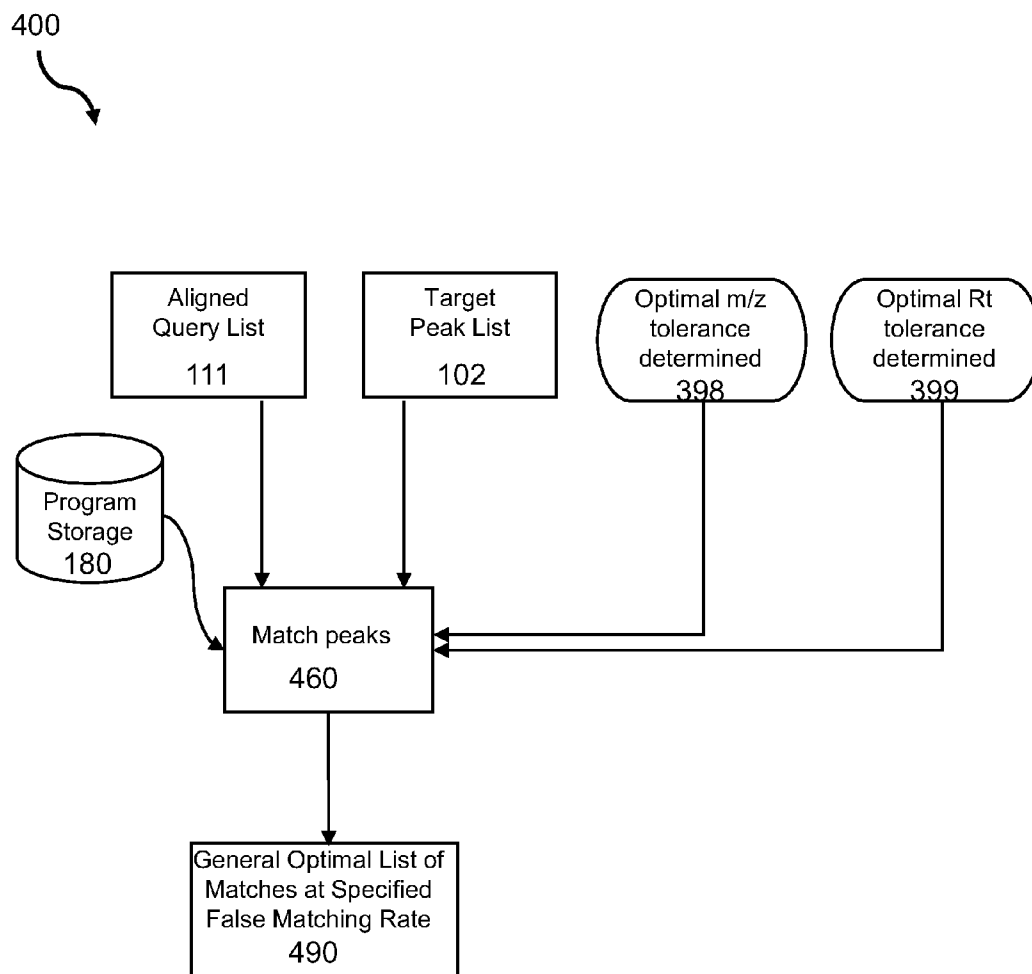 400
Aligned
Query List
111
Target
Peak List
102
Optimal m/z
tolerance
determined
398
Optimal Rt
tolerance
determined
399
Program
Storage
180
Match peaks
460
General Optimal List of
Matches at Specified
False Matching Rate
490